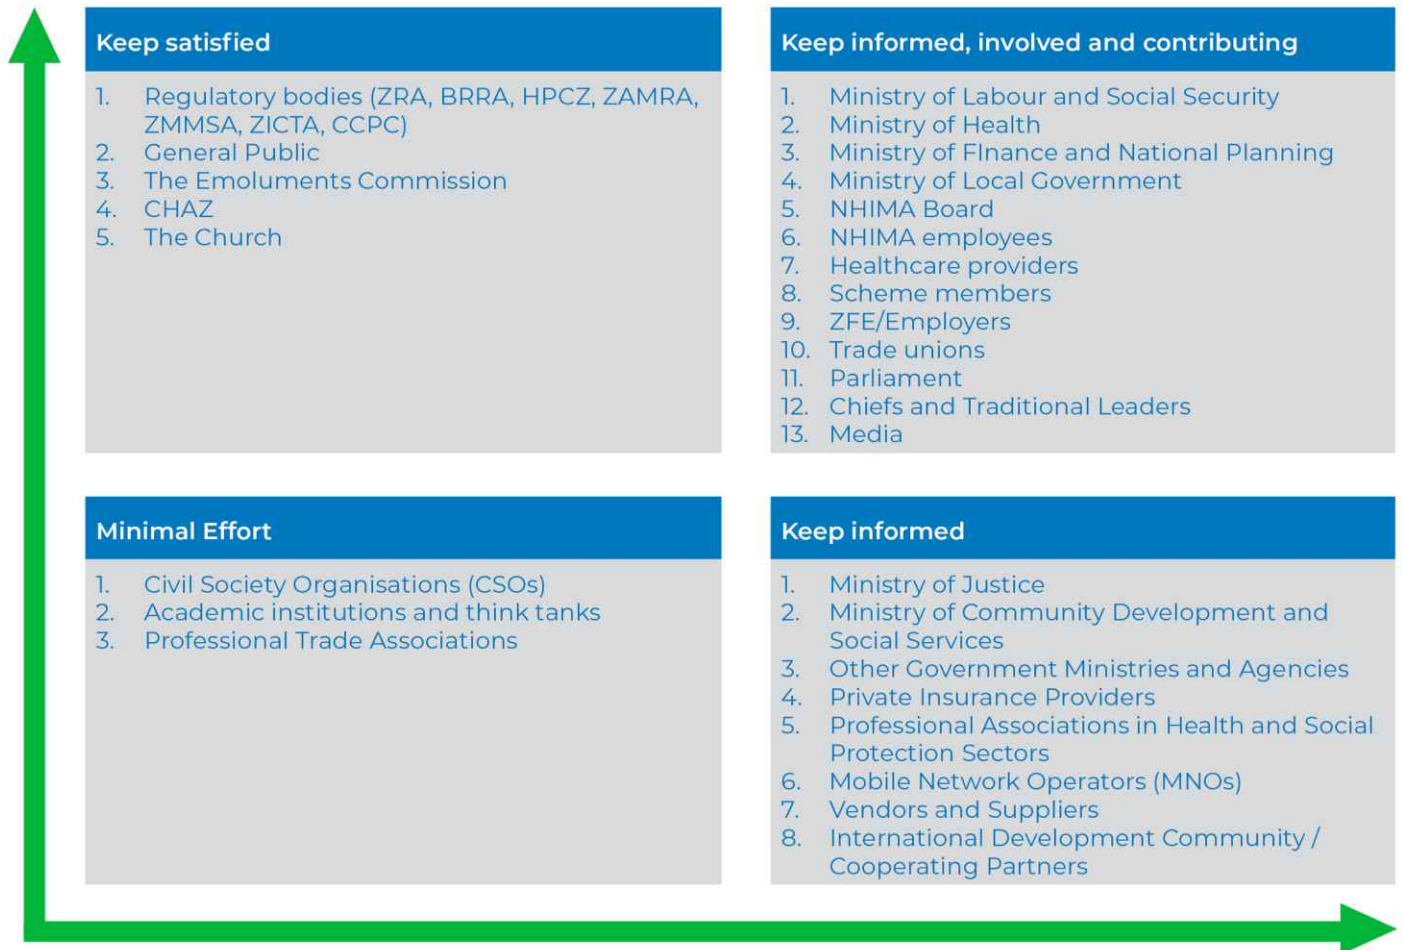 Keep satisfied
1. Regulatory bodies (ZRA, BRRA, HPCZ, ZAMRA,
ZMMSA, ZICTA, CCPC)
2. General Public
3. The Emoluments Commission
4. CHAZ
5. The Church
Keep informed, involved and contributing
1. Ministry of Labour and Social Security
2. Ministry of Health
3. Ministry of FInance and National Planning
4. Ministry of Local Government
5. NHIMA Board
6. NHIMA employees
7. Healthcare providers
8. Scheme members
9. ZFE/Employers
10. Trade unions
11. Parliament
12. Chiefs and Traditional Leaders
13. Media
Minimal Effort
1. Civil Society Organisations (CSOs)
2. Academic institutions and think tanks
3. Professional Trade Associations
Keep informed
1. Ministry of Justice
2. Ministry of Community Development and
Social Services
3. Other Government Ministries and Agencies
4. Private Insurance Providers
5. Professional Associations in Health and Social
Protection Sectors
6. Mobile Network Operators (MNOs)
7. Vendors and Suppliers
8. International Development Community /
Cooperating Partners